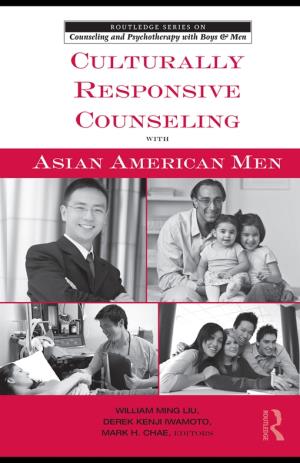 ROUTLEDGE SERIES ON
Counseling and Psychotherapy with Boys & Men
CULTURALLY
RESPONSIVE
COUNSELING
WITH
ASIAN AMERICAN MEN
WILLIAM MING LIU,
DEREK KENJI IWAMOTO,
MARK H. CHAE, EDITORS
ROUTLEDGE